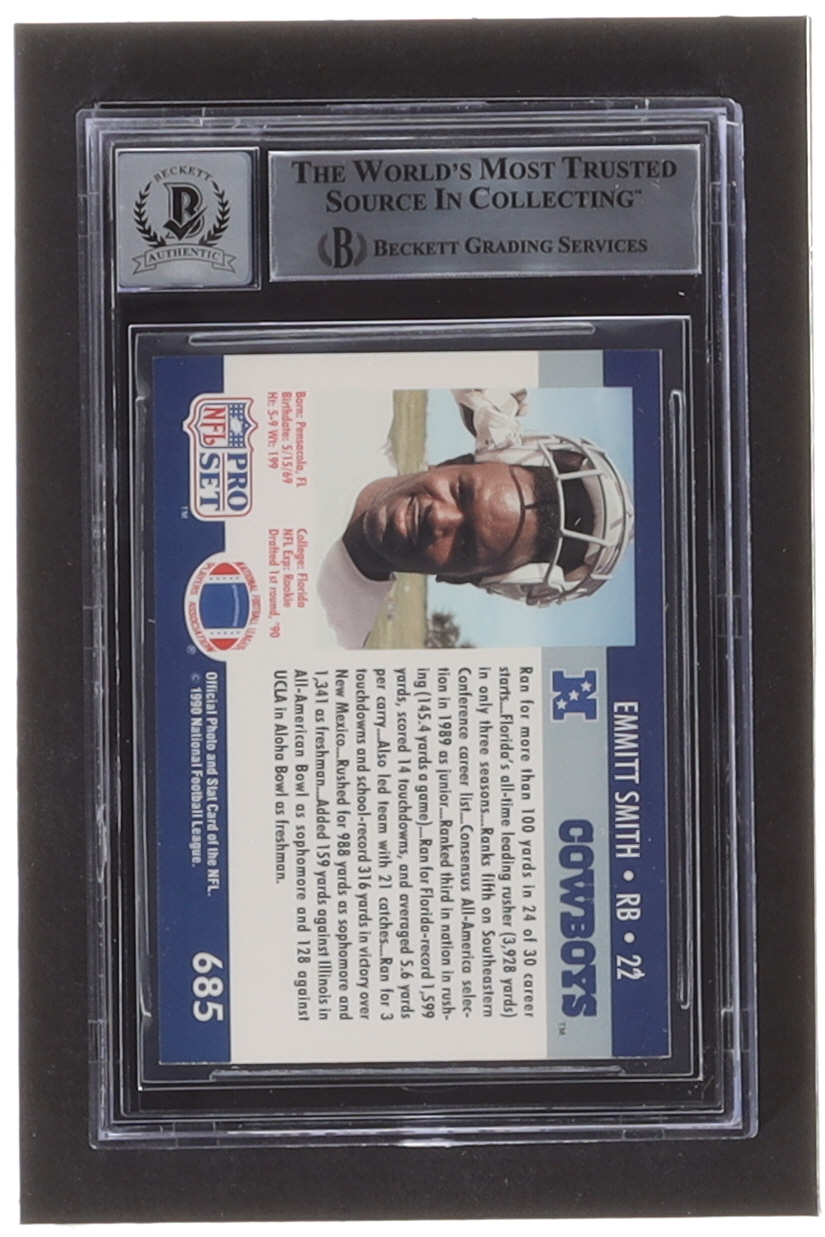 BECKETT
B
AUTHENTIC
THE WORLD'S MOST TRUSTED
SOURCE IN COLLECTING™
B BECKETT GRADING SERVICES
EMMITT SMITH • RB • 22
N COWBOYS™
Ran for more than 100 yards in 24 of 30 career
starts...Florida's all-time leading rusher (3,928 yards)
in only three seasons...Ranks fifth on Southeastern
Conference career list...Consensus All-America selec-
tion in 1989 as junior...Ranked third in nation in rush-
ing (145.4 yards a game)...Ran for Florida-record 1,599
yards, scored 14 touchdowns, and averaged 5.6 yards
per carry...Also led team with 21 catches...Ran for 3
touchdowns and school-record 316 yards in victory over
New Mexico...Rushed for 988 yards as sophomore and
1,341 as freshman...Added 159 yards against Illinois in
All-American Bowl as sophomore and 128 against
UCLA in Aloha Bowl as freshman.
Born: Pensacola, FL
Birthdate: 5/15/69
Ht: 5-9 Wt: 199
College: Florida
NFL Exp: Rookie
Drafted 1st round, '90
PRO
NFL SET™
NATIONAL FOOTBALL LEAGUE
PLAYERS ASSOCIATION®
Official Photo and Stat Card of the NFL.
© 1990 National Football League.
685